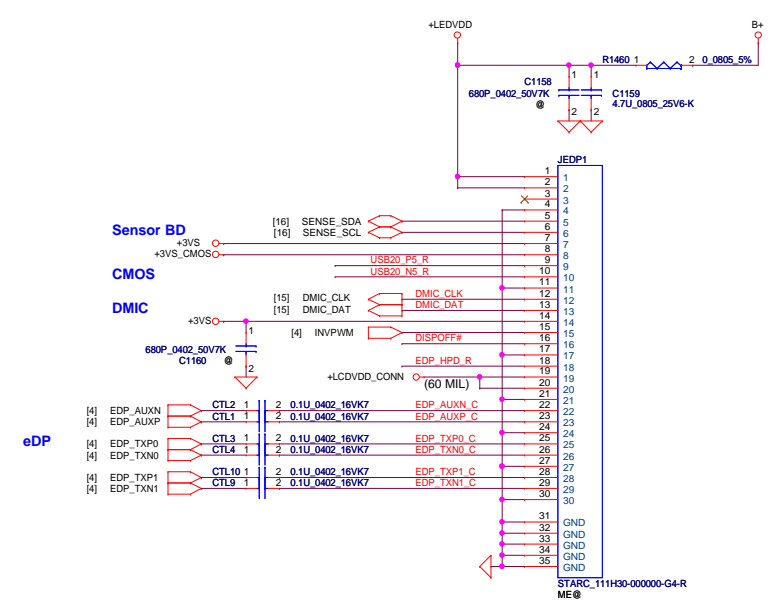 +LEDVDD
B+
R1460 1 2 0_0805_5%
1 1
C1158
680P_0402_50V7K
@
C1159
4.7U_0805_25V6-K
2 2
JEDP1
1 1
2 2
3 3
4 4
[16] SENSE_SDA 5 5
Sensor BD [16] SENSE_SCL 6 6
+3VS 7 7
+3VS_CMOS 8 8
USB20_P5_R 9 9
CMOS USB20_N5_R 10 10
11 11
[15] DMIC_CLK DMIC_CLK 12 12
DMIC [15] DMIC_DAT DMIC_DAT 13 13
+3VS 14 14
1 [4] INVPWM 15 15
DISPOFF# 16 16
680P_0402_50V7K
C1160 @
2
17 17
EDP_HPD_R 18 18
+LCDVDD_CONN (60 MIL) 19 19
20 20
21 21
[4] EDP_AUXN CTL2 1 2 0.1U_0402_16VK7 EDP_AUXN_C 22 22
[4] EDP_AUXP CTL1 1 2 0.1U_0402_16VK7 EDP_AUXP_C 23 23
24 24
eDP [4] EDP_TXP0 CTL3 1 2 0.1U_0402_16VK7 EDP_TXP0_C 25 25
[4] EDP_TXN0 CTL4 1 2 0.1U_0402_16VK7 EDP_TXN0_C 26 26
27 27
[4] EDP_TXP1 CTL10 1 2 0.1U_0402_16VK7 EDP_TXP1_C 28 28
[4] EDP_TXN1 CTL9 1 2 0.1U_0402_16VK7 EDP_TXN1_C 29 29
30 30
31 GND
32 GND
33 GND
34 GND
35 GND
STARC_111H30-000000-G4-R
ME@